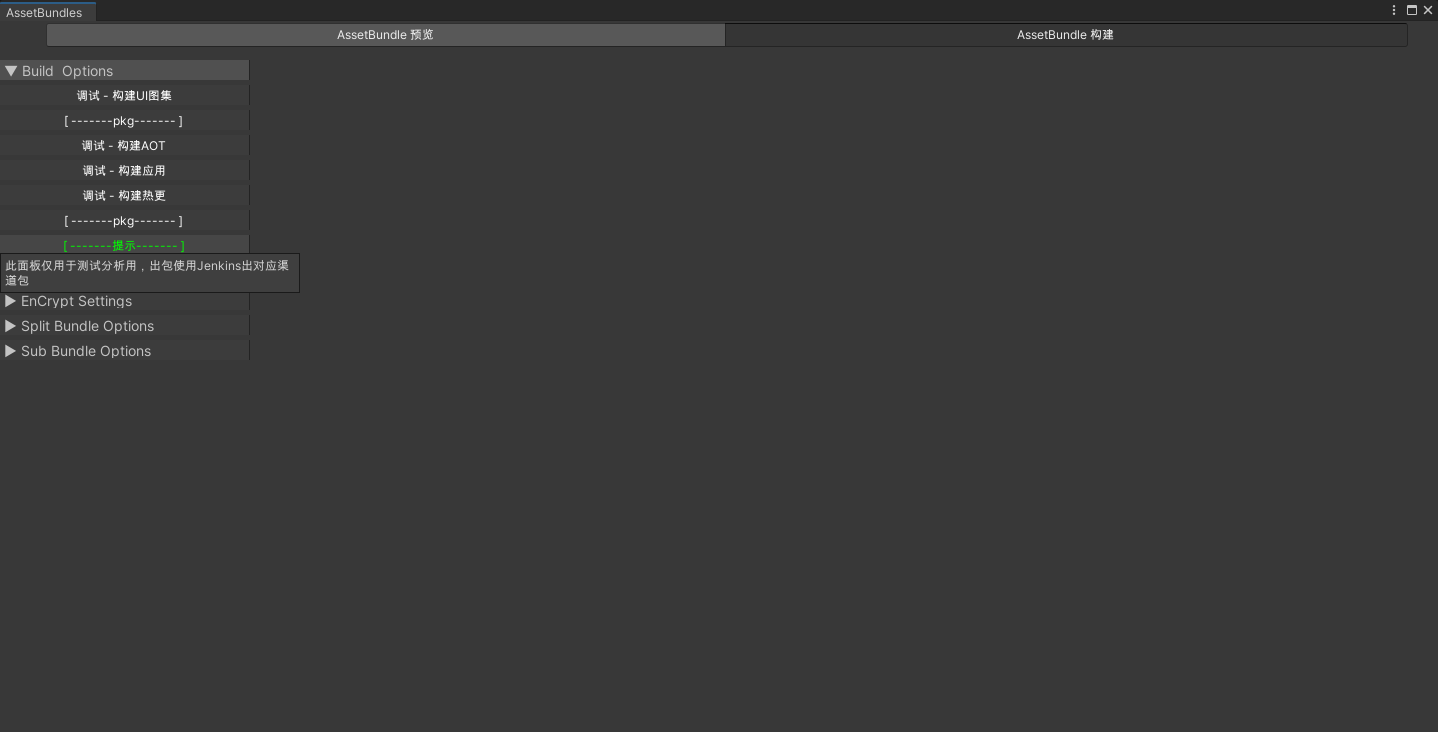 AssetBundles
AssetBundle 预览
AssetBundle 构建
Build Options
调试 - 构建UI图集
[ -------pkg------- ]
调试 - 构建AOT
调试 - 构建应用
调试 - 构建热更
[ -------pkg------- ]
[ -------提示------- ]
此面板仅用于测试分析用，出包使用Jenkins出对应渠
道包
EnCrypt Settings
Split Bundle Options
Sub Bundle Options